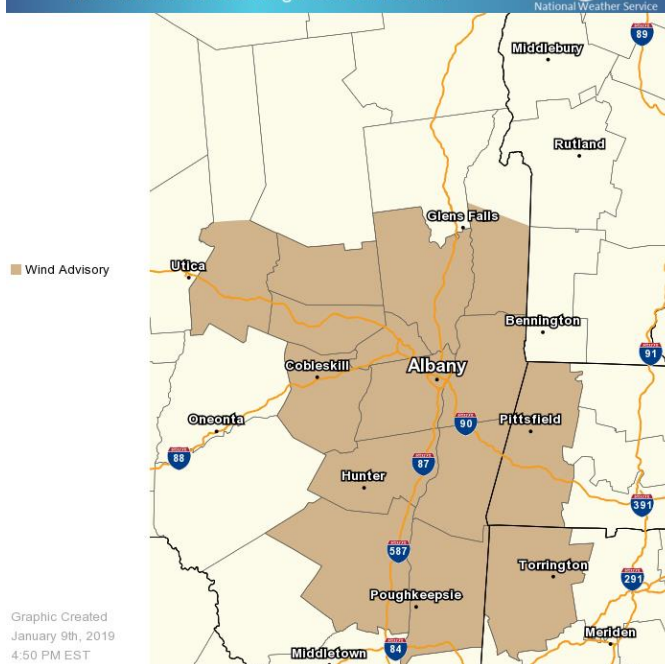 National Weather Service
89
Middlebury
Rutland
Glens Falls
Wind Advisory
Utica
Bennington
91
Cobleskill
Albany
Oneonta
90
Pittsfield
88
87
Hunter
391
587
Torrington
291
Poughkeepsie
Graphic Created
January 9th, 2019
4:50 PM EST
Middletown
84
Meriden